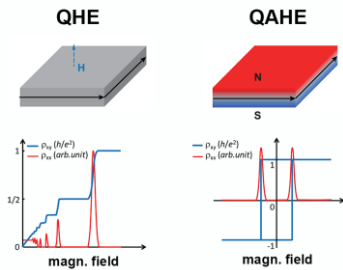 QHE
QAHE
H
N
S
ρxy (h/e²)
ρxx (arb.unit)
1
1/2
0
magn. field
ρxy (h/e²)
ρxx (arb.unit)
1
0
-1
magn. field